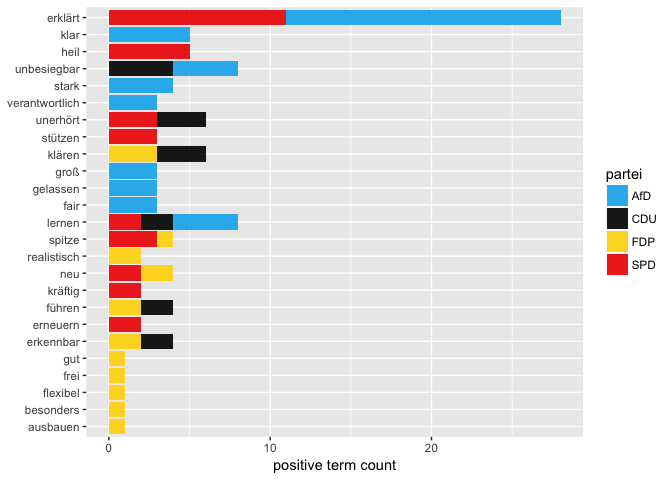 erklärt
klar
heil
unbesiegbar
stark
verantwortlich
unerhört
stützen
klären
groß
gelassen
fair
lernen
spitze
realistisch
neu
kräftig
führen
erneuern
erkennbar
gut
frei
flexibel
besonders
ausbauen
0 10 20
positive term count
partei
AfD
CDU
FDP
SPD